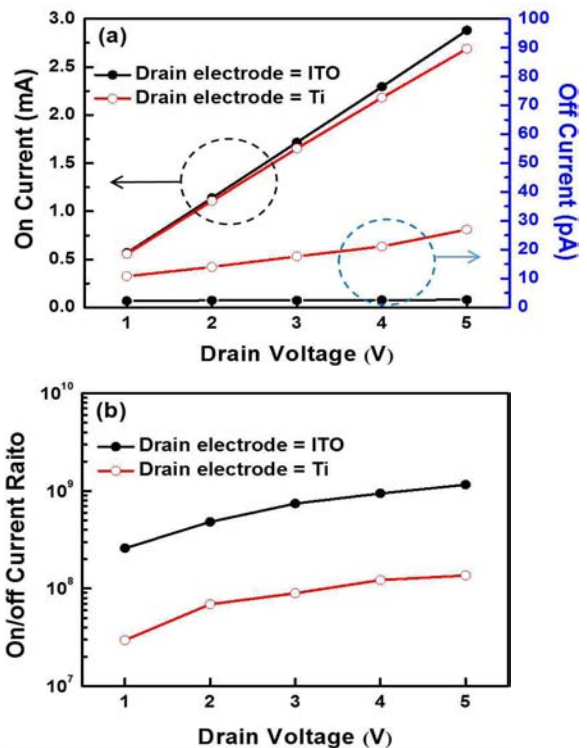 (a)
Drain electrode = ITO
Drain electrode = Ti
On Current (mA)
3.0
2.5
2.0
1.5
1.0
0.5
0.0
100
90
80
70
60
50
40
30
20
10
0
Off Current (pA)
1 2 3 4 5
Drain Voltage (V)
(b)
Drain electrode = ITO
Drain electrode = Ti
On/off Current Raito
10^10
10^9
10^8
10^7
1 2 3 4 5
Drain Voltage (V)